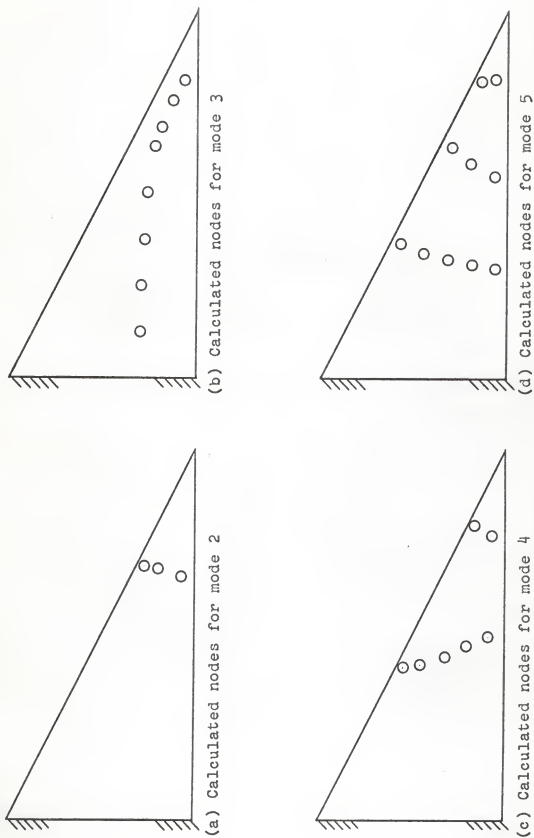 (a) Calculated nodes for mode 2
(b) Calculated nodes for mode 3
(c) Calculated nodes for mode 4
(d) Calculated nodes for mode 5